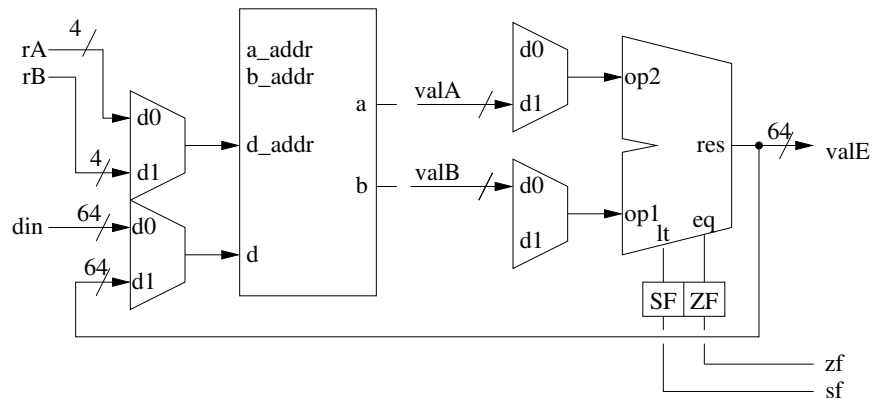 rA
4
rB
d0
d1
4
din
64
d0
64
d1
a_addr
b_addr
d_addr
d
a
b
valA
valB
d0
d1
d0
d1
op2
op1
res
eq
lt
64
valE
SF
ZF
zf
sf